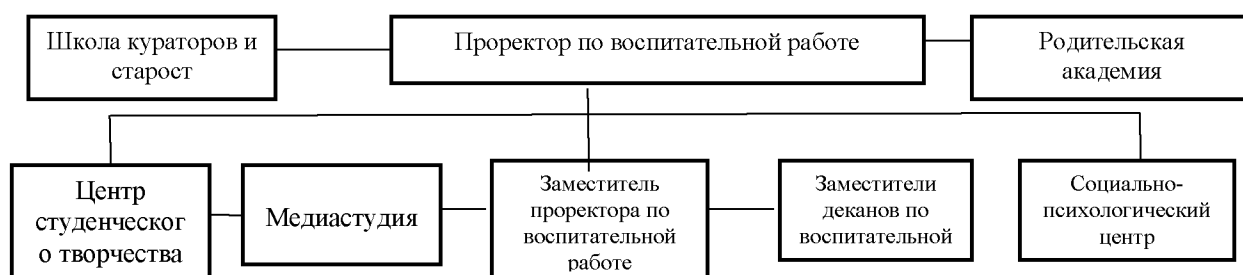 Школа кураторов и
старост
Проректор по воспитательной работе
Родительская
академия
Центр
студенческог
о творчества
Медиастудия
Заместитель
проректора по
воспитательной
работе
Заместители
деканов по
воспитательной
Социально-
психологический
центр